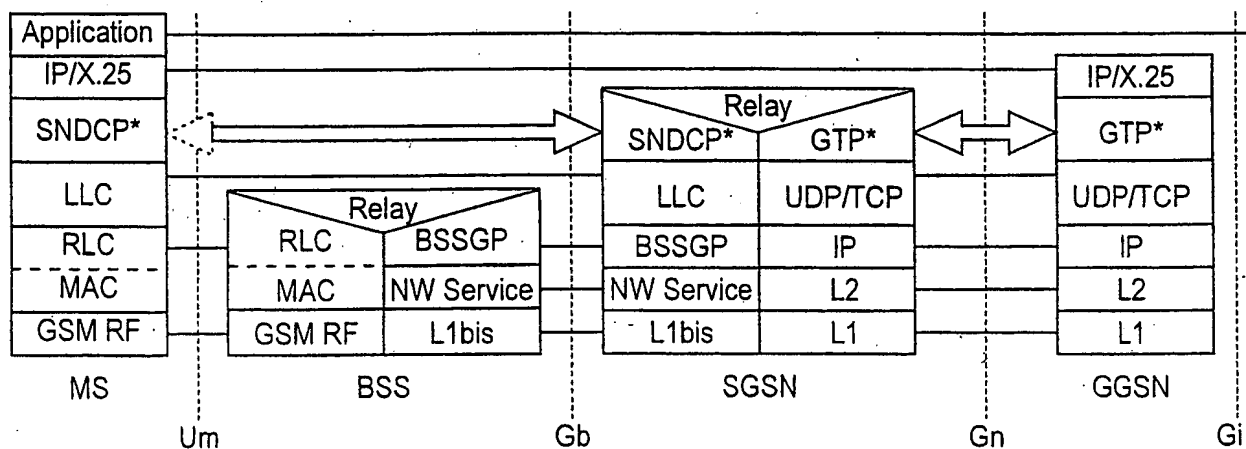 Application
IP/X.25
SNDCP*
LLC
RLC
MAC
GSM RF
MS
Um
Relay
RLC
MAC
GSM RF
BSSGP
NW Service
L1bis
BSS
Gb
Relay
SNDCP*
LLC
BSSGP
NW Service
L1bis
GTP*
UDP/TCP
IP
L2
L1
SGSN
Gn
IP/X.25
GTP*
UDP/TCP
IP
L2
L1
GGSN
Gi